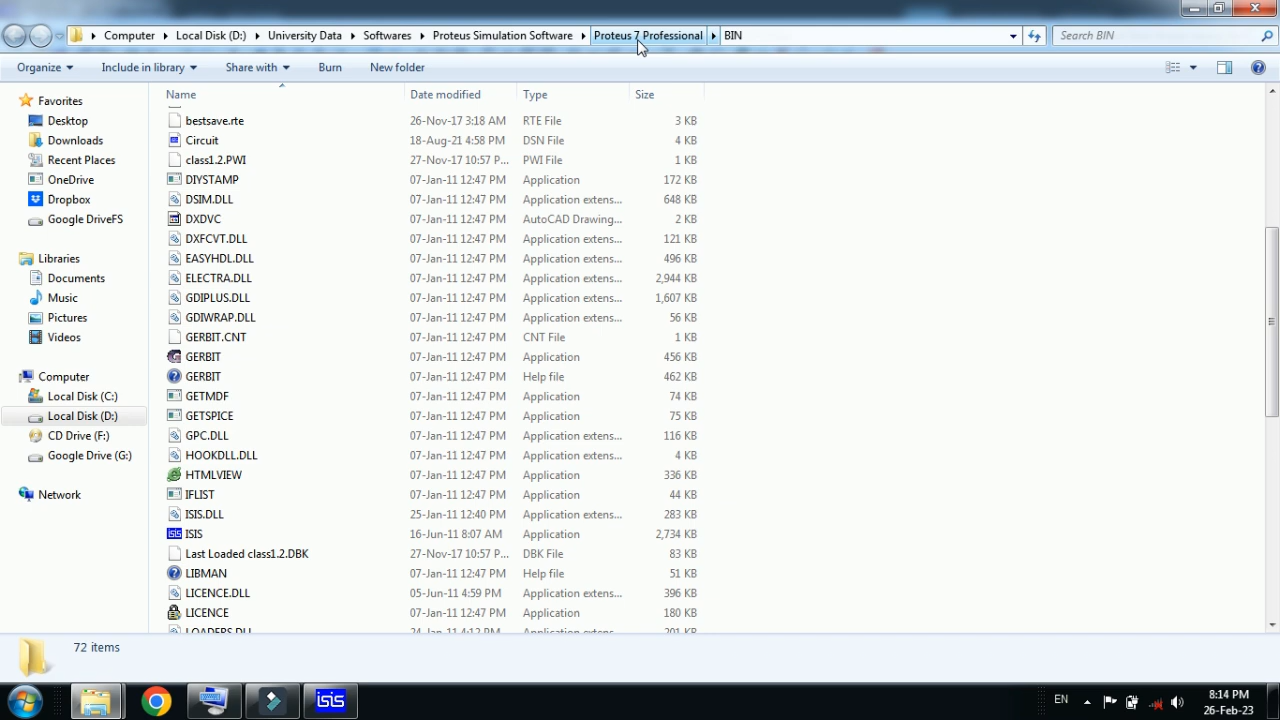 Computer Local Disk (D:) University Data Softwares Proteus Simulation Software Proteus 7 Professional BIN Search BIN
Organize Include in library Share with Burn New folder
Favorites
Desktop
Downloads
Recent Places
OneDrive
Dropbox
Google DriveFS
Libraries
Documents
Music
Pictures
Videos
Computer
Local Disk (C:)
Local Disk (D:)
CD Drive (F:)
Google Drive (G:)
Network
Name Date modified Type Size
bestsave.rte 26-Nov-17 3:18 AM RTE File 3 KB
Circuit 18-Aug-21 4:58 PM DSN File 4 KB
class1.2.PWI 27-Nov-17 10:57 P... PWI File 1 KB
DIYSTAMP 07-Jan-11 12:47 PM Application 172 KB
DSIM.DLL 07-Jan-11 12:47 PM Application extens... 648 KB
DXDVC 07-Jan-11 12:47 PM AutoCAD Drawing... 2 KB
DXFCVT.DLL 07-Jan-11 12:47 PM Application extens... 121 KB
EASYHDL.DLL 07-Jan-11 12:47 PM Application extens... 496 KB
ELECTRA.DLL 07-Jan-11 12:47 PM Application extens... 2,944 KB
GDIPLUS.DLL 07-Jan-11 12:47 PM Application extens... 1,607 KB
GDIWRAP.DLL 07-Jan-11 12:47 PM Application extens... 56 KB
GERBIT.CNT 07-Jan-11 12:47 PM CNT File 1 KB
GERBIT 07-Jan-11 12:47 PM Application 456 KB
GERBIT 07-Jan-11 12:47 PM Help file 462 KB
GETMDF 07-Jan-11 12:47 PM Application 74 KB
GETSPICE 07-Jan-11 12:47 PM Application 75 KB
GPC.DLL 07-Jan-11 12:47 PM Application extens... 116 KB
HOOKDLL.DLL 07-Jan-11 12:47 PM Application extens... 4 KB
HTMLVIEW 07-Jan-11 12:47 PM Application 336 KB
IFLIST 07-Jan-11 12:47 PM Application 44 KB
ISIS.DLL 25-Jan-11 12:40 PM Application extens... 283 KB
ISIS 16-Jun-11 8:07 AM Application 2,734 KB
Last Loaded class1.2.DBK 27-Nov-17 10:57 P... DBK File 83 KB
LIBMAN 07-Jan-11 12:47 PM Help file 51 KB
LICENCE.DLL 05-Jun-11 4:59 PM Application extens... 396 KB
LICENCE 07-Jan-11 12:47 PM Application 180 KB
LOADERS.DLL 24-Jan-11 4:12 PM Application extens... 201 KB
72 items
isis EN 8:14 PM
26-Feb-23